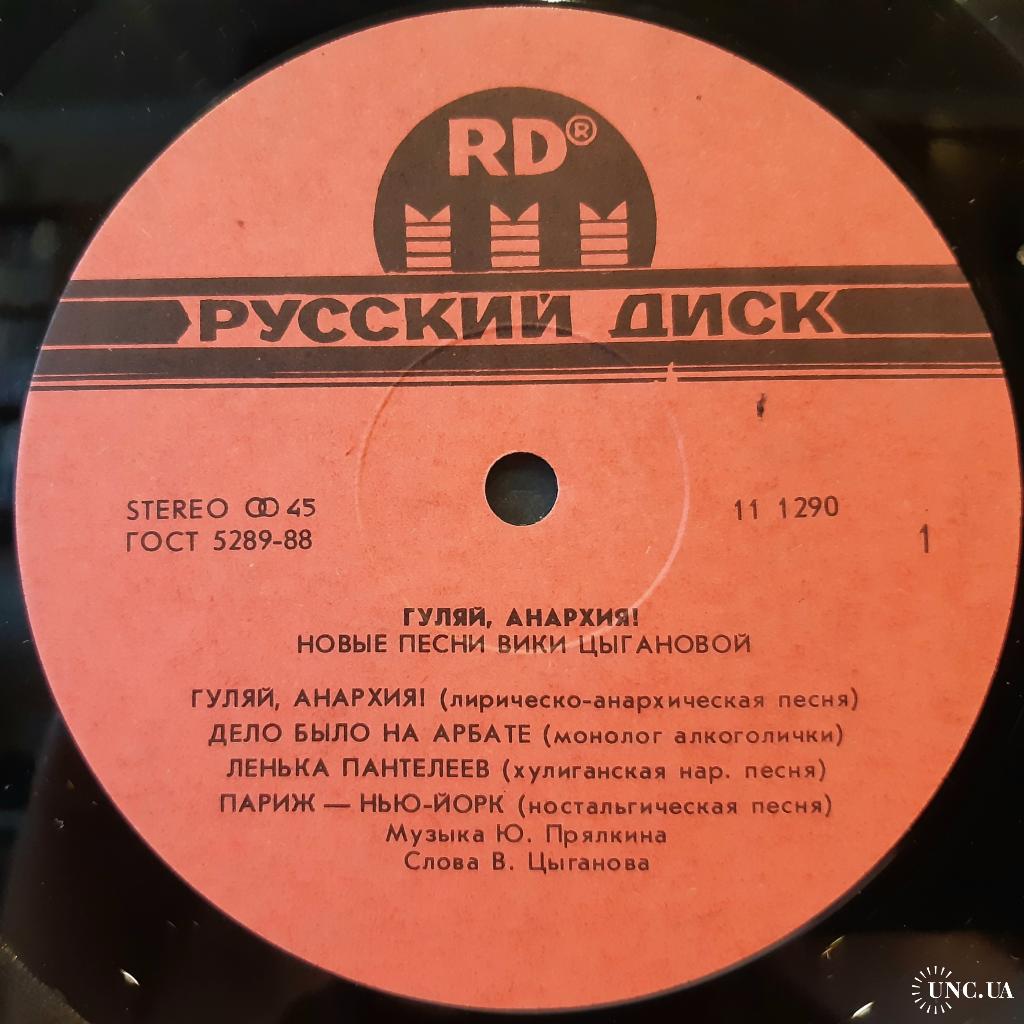 RD®
РУССКИЙ ДИСК
STEREO 45
ГОСТ 5289-88
11 1290
1
ГУЛЯЙ, АНАРХИЯ!
НОВЫЕ ПЕСНИ ВИКИ ЦЫГАНОВОЙ
ГУЛЯЙ, АНАРХИЯ! (лирическо-анархическая песня)
ДЕЛО БЫЛО НА АРБАТЕ (монолог алкоголички)
ЛЕНЬКА ПАНТЕЛЕЕВ (хулиганская нар. песня)
ПАРИЖ — НЬЮ-ЙОРК (ностальгическая песня)
Музыка Ю. Прялкина
Слова В. Цыганова
UNC.UA